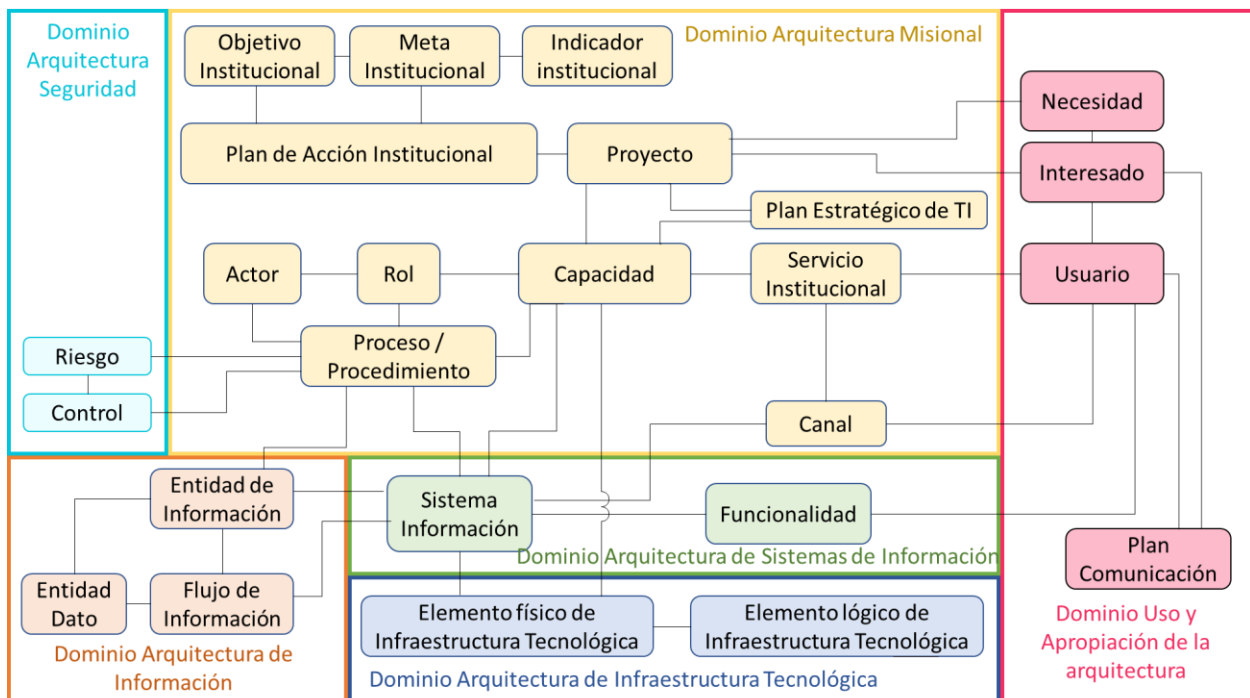 Dominio
Arquitectura
Seguridad
Objetivo
Institucional
Meta
Institucional
Indicador
institucional
Dominio Arquitectura Misional
Necesidad
Plan de Acción Institucional
Proyecto
Interesado
Plan Estratégico de TI
Actor
Rol
Capacidad
Servicio
Institucional
Usuario
Riesgo
Proceso /
Procedimiento
Control
Canal
Entidad de
Información
Sistema
Información
Funcionalidad
Dominio Arquitectura de Sistemas de Información
Plan
Comunicación
Entidad
Dato
Flujo de
Información
Elemento físico de
Infraestructura Tecnológica
Elemento lógico de
Infraestructura Tecnológica
Dominio Arquitectura de
Información
Dominio Arquitectura de Infraestructura Tecnológica
Dominio Uso y
Apropiación de la
arquitectura